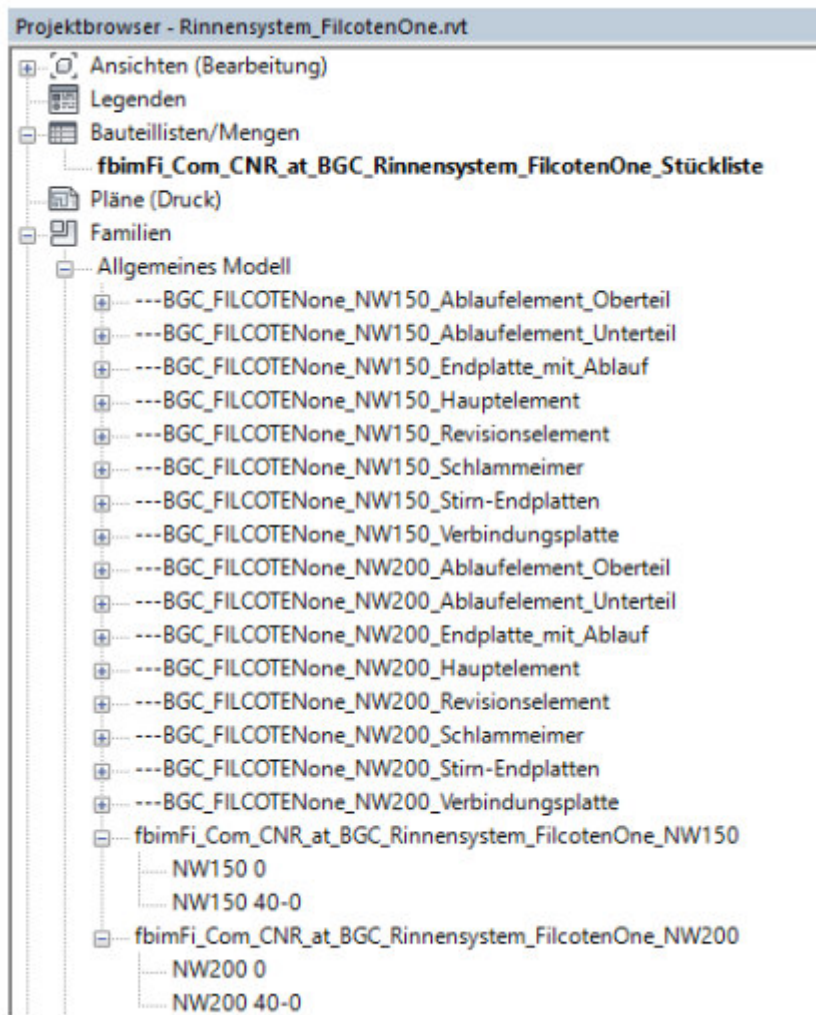 Projektbrowser - Rinnensystem_FilcotenOne.rvt
Ansichten (Bearbeitung)
Legenden
Bauteillisten/Mengen
fbimFi_Com_CNR_at_BGC_Rinnensystem_FilcotenOne_Stückliste
Pläne (Druck)
Familien
Allgemeines Modell
---BGC_FILCOTENone_NW150_Ablaufelement_Oberteil
---BGC_FILCOTENone_NW150_Ablaufelement_Unterteil
---BGC_FILCOTENone_NW150_Endplatte_mit_Ablauf
---BGC_FILCOTENone_NW150_Hauptelement
---BGC_FILCOTENone_NW150_Revisionselement
---BGC_FILCOTENone_NW150_Schlammeimer
---BGC_FILCOTENone_NW150_Stirn-Endplatten
---BGC_FILCOTENone_NW150_Verbindungsplatte
---BGC_FILCOTENone_NW200_Ablaufelement_Oberteil
---BGC_FILCOTENone_NW200_Ablaufelement_Unterteil
---BGC_FILCOTENone_NW200_Endplatte_mit_Ablauf
---BGC_FILCOTENone_NW200_Hauptelement
---BGC_FILCOTENone_NW200_Revisionselement
---BGC_FILCOTENone_NW200_Schlammeimer
---BGC_FILCOTENone_NW200_Stirn-Endplatten
---BGC_FILCOTENone_NW200_Verbindungsplatte
fbimFi_Com_CNR_at_BGC_Rinnensystem_FilcotenOne_NW150
NW150 0
NW150 40-0
fbimFi_Com_CNR_at_BGC_Rinnensystem_FilcotenOne_NW200
NW200 0
NW200 40-0